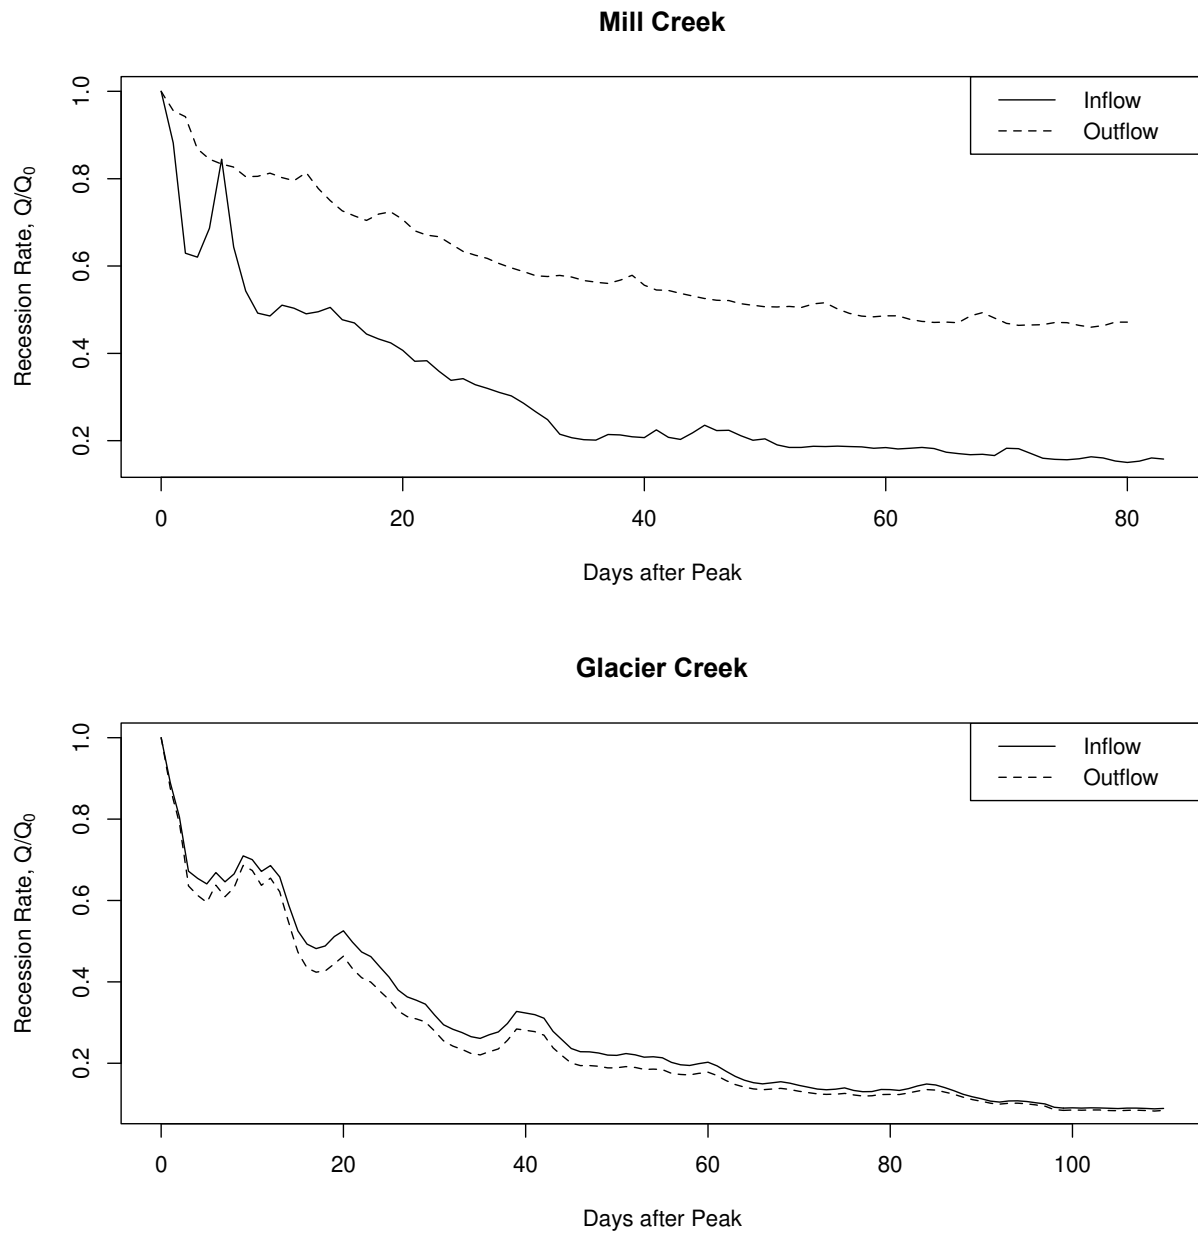 Mill Creek
Recession Rate, Q/Q0
1.0
0.8
0.6
0.4
0.2
Inflow
Outflow
0 20 40 60 80
Days after Peak
Glacier Creek
Recession Rate, Q/Q0
1.0
0.8
0.6
0.4
0.2
Inflow
Outflow
0 20 40 60 80 100
Days after Peak